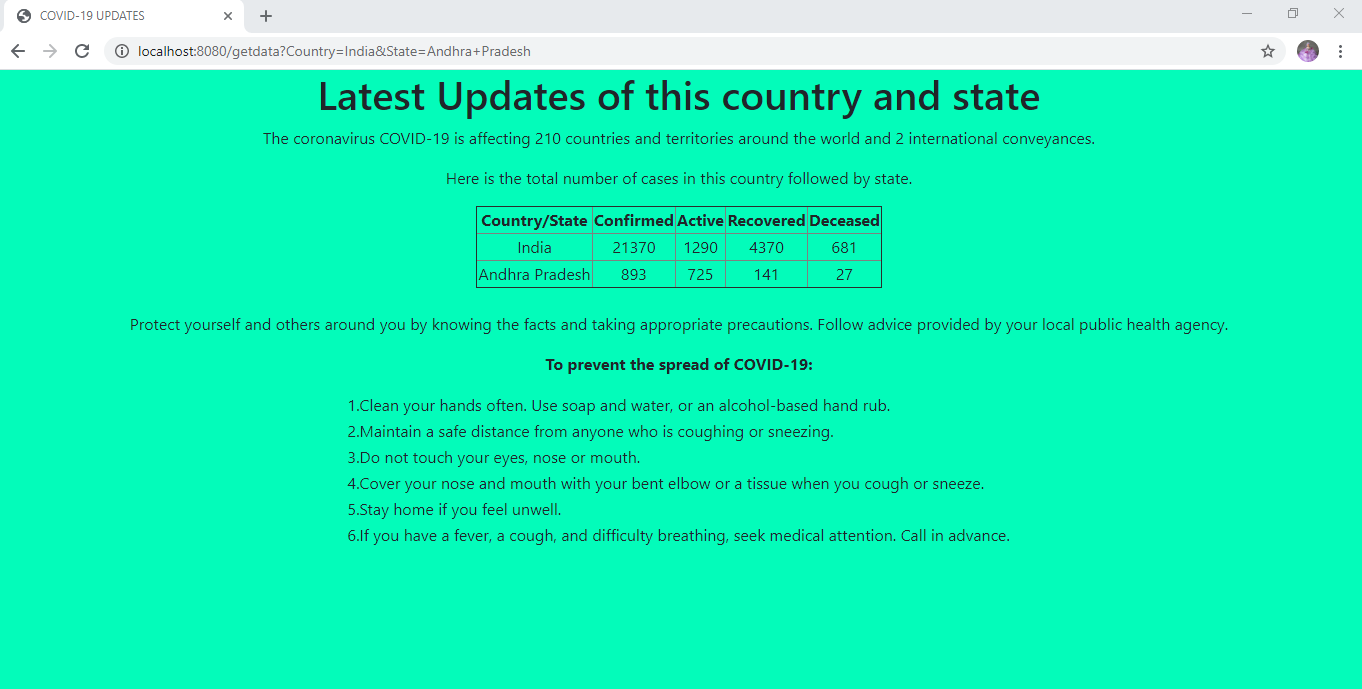 COVID-19 UPDATES
localhost:8080/getdata?Country=India&State=Andhra+Pradesh
Latest Updates of this country and state
The coronavirus COVID-19 is affecting 210 countries and territories around the world and 2 international conveyances.
Here is the total number of cases in this country followed by state.
Country/State Confirmed Active Recovered Deceased
India 21370 1290 4370 681
Andhra Pradesh 893 725 141 27
Protect yourself and others around you by knowing the facts and taking appropriate precautions. Follow advice provided by your local public health agency.
To prevent the spread of COVID-19:
1.Clean your hands often. Use soap and water, or an alcohol-based hand rub.
2.Maintain a safe distance from anyone who is coughing or sneezing.
3.Do not touch your eyes, nose or mouth.
4.Cover your nose and mouth with your bent elbow or a tissue when you cough or sneeze.
5.Stay home if you feel unwell.
6.If you have a fever, a cough, and difficulty breathing, seek medical attention. Call in advance.